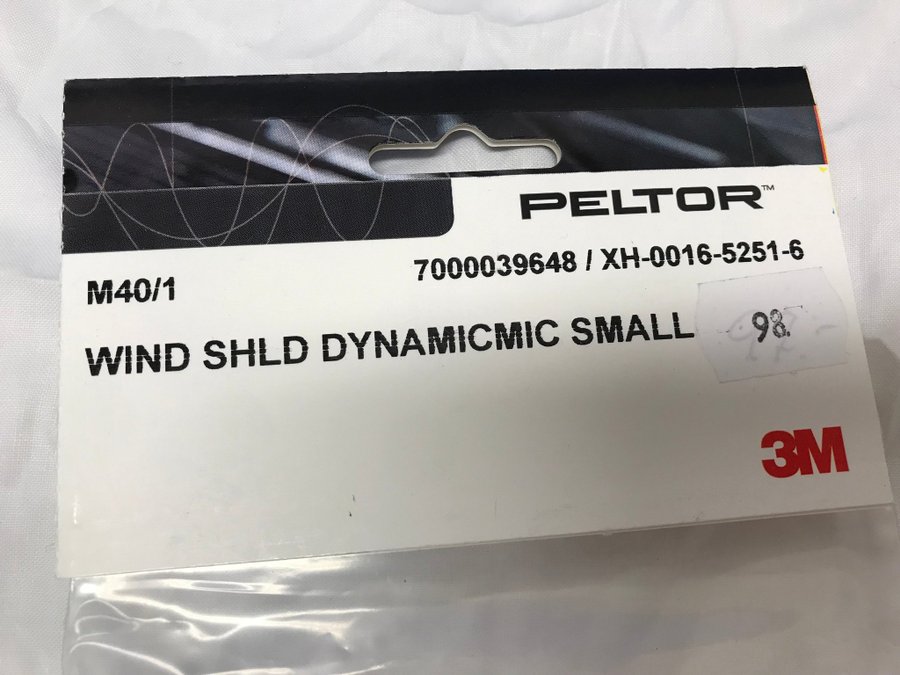 PELTOR™
7000039648 / XH-0016-5251-6
M40/1
WIND SHLD DYNAMICMIC SMALL
98.
3M